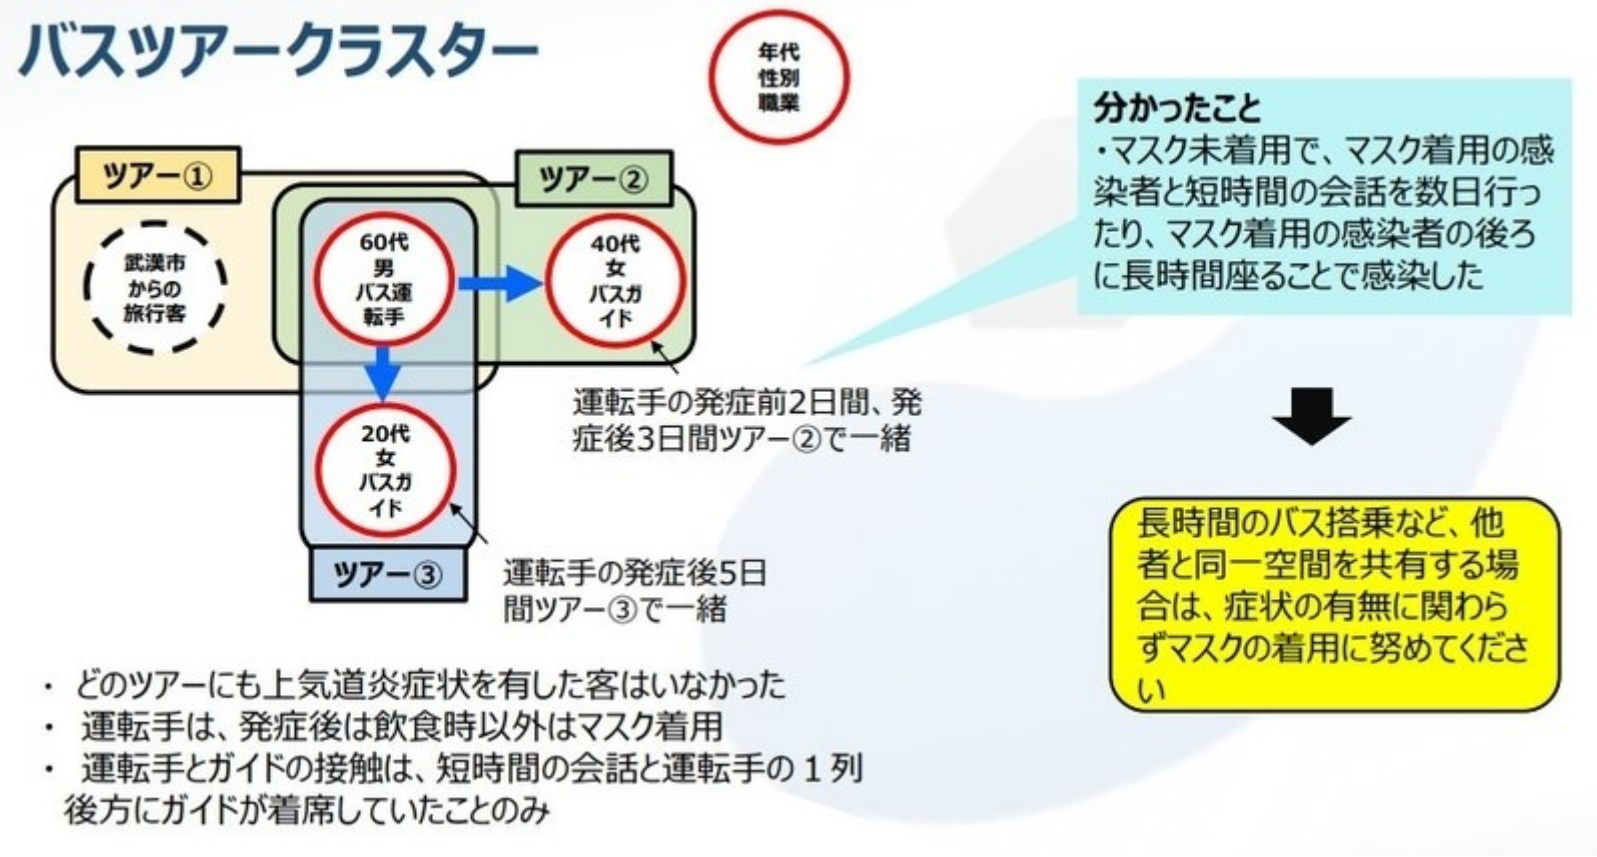 バスツアークラスター
年代
性別
職業
ツアー①
ツアー②
武漢市
からの
旅行客
60代
男
バス運
転手
40代
女
バスガ
イド
運転手の発症前2日間、発
症後3日間ツアー②で一緒
20代
女
バスガ
イド
ツアー③
運転手の発症後5日
間ツアー③で一緒
・ どのツアーにも上気道炎症状を有した客はいなかった
・ 運転手は、発症後は飲食時以外はマスク着用
・ 運転手とガイドの接触は、短時間の会話と運転手の１列
後方にガイドが着席していたことのみ
分かったこと
・マスク未着用で、マスク着用の感
染者と短時間の会話を数日行っ
たり、マスク着用の感染者の後ろ
に長時間座ることで感染した
長時間のバス搭乗など、他
者と同一空間を共有する場
合は、症状の有無に関わら
ずマスクの着用に努めてくださ
い